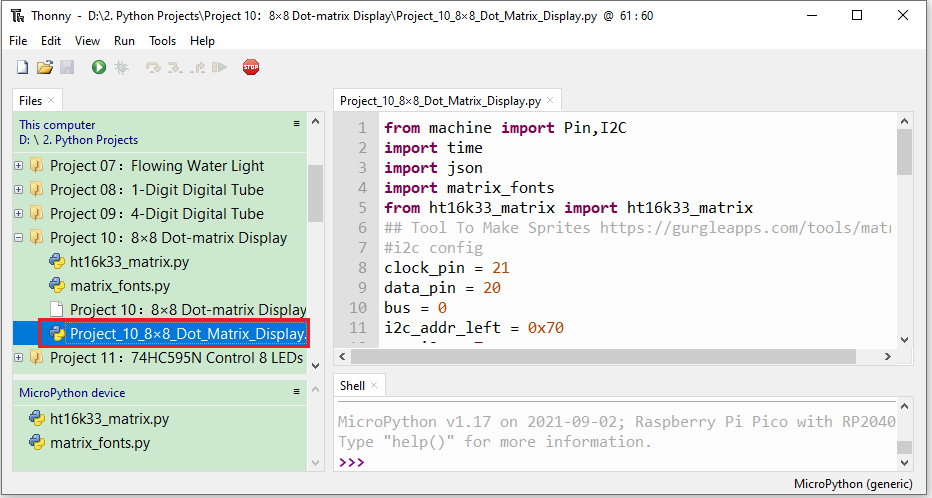 Thonny - D:\2. Python Projects\Project 10：8×8 Dot-matrix Display\Project_10_8×8_Dot_Matrix_Display.py @ 61 : 60
File Edit View Run Tools Help
STOP
Files
This computer
D: \ 2. Python Projects
Project 07：Flowing Water Light
Project 08：1-Digit Digital Tube
Project 09：4-Digit Digital Tube
Project 10：8×8 Dot-matrix Display
ht16k33_matrix.py
matrix_fonts.py
Project 10：8×8 Dot-matrix Display
Project_10_8×8_Dot_Matrix_Display.
Project 11：74HC595N Control 8 LEDs
MicroPython device
ht16k33_matrix.py
matrix_fonts.py
Project_10_8×8_Dot_Matrix_Display.py
1 from machine import Pin,I2C
2 import time
3 import json
4 import matrix_fonts
5 from ht16k33_matrix import ht16k33_matrix
6 ## Tool To Make Sprites https://gurgleapps.com/tools/mat
7 #i2c config
8 clock_pin = 21
9 data_pin = 20
10 bus = 0
11 i2c_addr_left = 0x70
Shell
MicroPython v1.17 on 2021-09-02; Raspberry Pi Pico with RP2040
Type "help()" for more information.
>>>
MicroPython (generic)